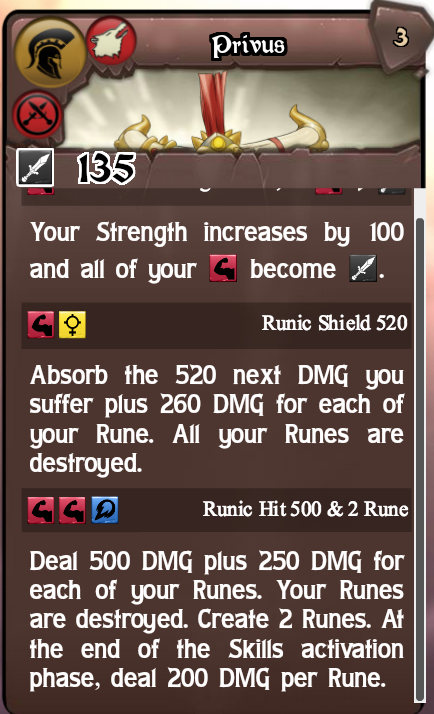 Privus
3
135
Your Strength increases by 100
and all of your become .
Runic Shield 520
Absorb the 520 next DMG you
suffer plus 260 DMG for each of
your Rune. All your Runes are
destroyed.
Runic Hit 500 & 2 Rune
Deal 500 DMG plus 250 DMG for
each of your Runes. Your Runes
are destroyed. Create 2 Runes. At
the end of the Skills activation
phase, deal 200 DMG per Rune.